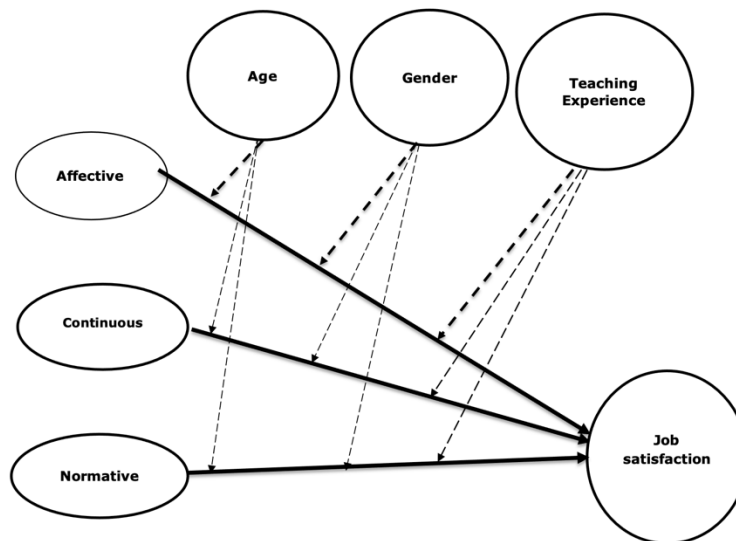 Age
Gender
Teaching
Experience
Affective
Continuous
Normative
Job
satisfaction